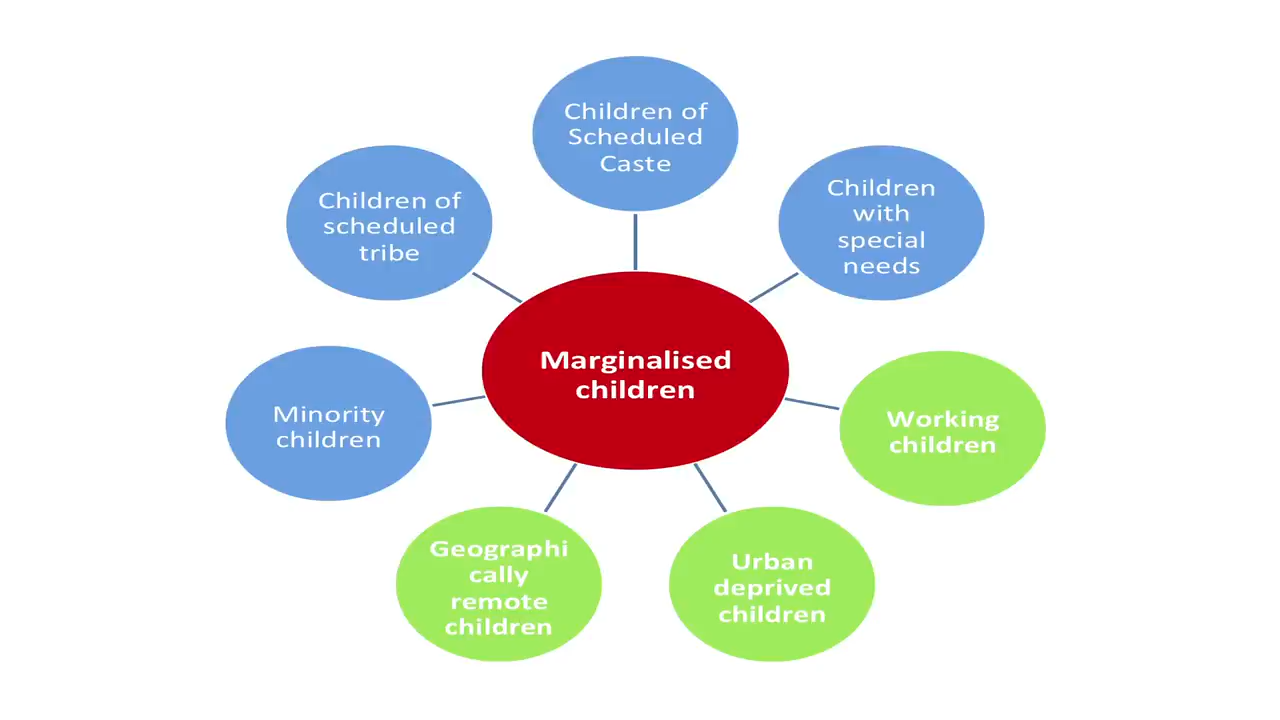 Children of
Scheduled
Caste
Children of
scheduled
tribe
Children
with
special
needs
Marginalised
children
Minority
children
Working
children
Geographi
cally
remote
children
Urban
deprived
children